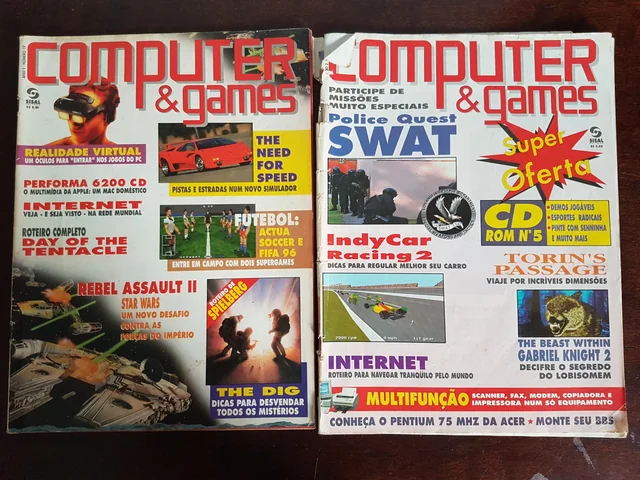 COMPUTER
& games
SISAL
REALIDADE VIRTUAL
UM ÓCULOS PARA "ENTRAR" NOS JOGOS DO PC
THE
NEED
FOR
SPEED
PISTAS E ESTRADAS NUM NOVO SIMULADOR
PERFORMA 6200 CD
O MULTIMÍDIA DA APPLE: UM MAC DOMÉSTICO
INTERNET
VEJA - E SEJA VISTO - NA REDE MUNDIAL
ROTEIRO COMPLETO
DAY OF THE
TENTACLE
FUTEBOL:
ACTUA
SOCCER E
FIFA 96
ENTRE EM CAMPO COM DOIS SUPERGAMES
REBEL ASSAULT II
STAR WARS
UM NOVO DESAFIO
CONTRA AS
FORÇAS DO IMPÉRIO
ROTEIRO DE
SPIELBERG
THE DIG
DICAS PARA DESVENDAR
TODOS OS MISTÉRIOS
COMPUTER
& games
PARTICIPE DE
MISSÕES
MUITO ESPECIAIS
Police Quest
SWAT
SISAL
Super
Oferta
CD
ROM Nº 5
• DEMOS JOGÁVEIS
• ESPORTES RADICAIS
• PINTE COM SENNINHA
E MUITO MAIS
IndyCar
Racing 2
DICAS PARA REGULAR MELHOR SEU CARRO
TORIN'S
PASSAGE
VIAJE POR INCRÍVEIS DIMENSÕES
THE BEAST WITHIN
GABRIEL KNIGHT 2
DECIFRE O SEGREDO
DO LOBISOMEM
INTERNET
ROTEIRO PARA NAVEGAR TRANQUILO PELO MUNDO
MULTIFUNÇÃO
SCANNER, FAX, MODEM, COPIADORA E
IMPRESSORA NUM SÓ EQUIPAMENTO
CONHEÇA O PENTIUM 75 MHZ DA ACER ★ MONTE SEU BBS